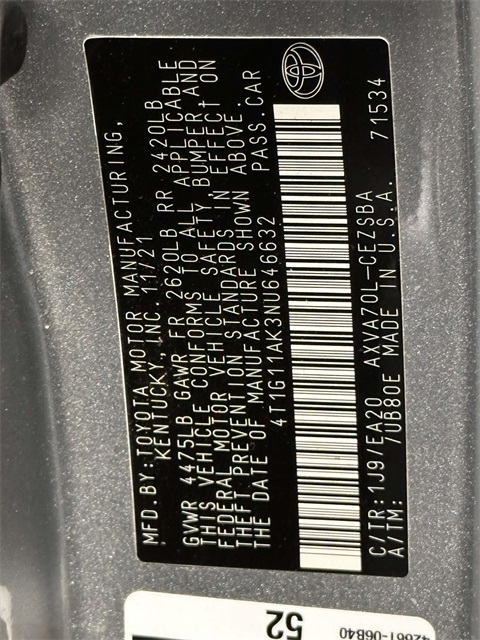 MFD. BY: TOYOTA MOTOR MANUFACTURING,
KENTUCKY, INC. 11/21
GVWR 4475LB GAWR FR 2620LB RR 2420LB
THIS VEHICLE CONFORMS TO ALL APPLICABLE
FEDERAL MOTOR VEHICLE SAFETY, BUMPER AND
THEFT PREVENTION STANDARDS IN EFFECT ON
THE DATE OF MANUFACTURE SHOWN ABOVE.
4T1G11AK3NU646632 PASS. CAR
C/TR: 1J9/EA20 AXVA70L-CEZSBA 71534
A/TM: /UB80E MADE IN U.S.A.
42661-06B40
52